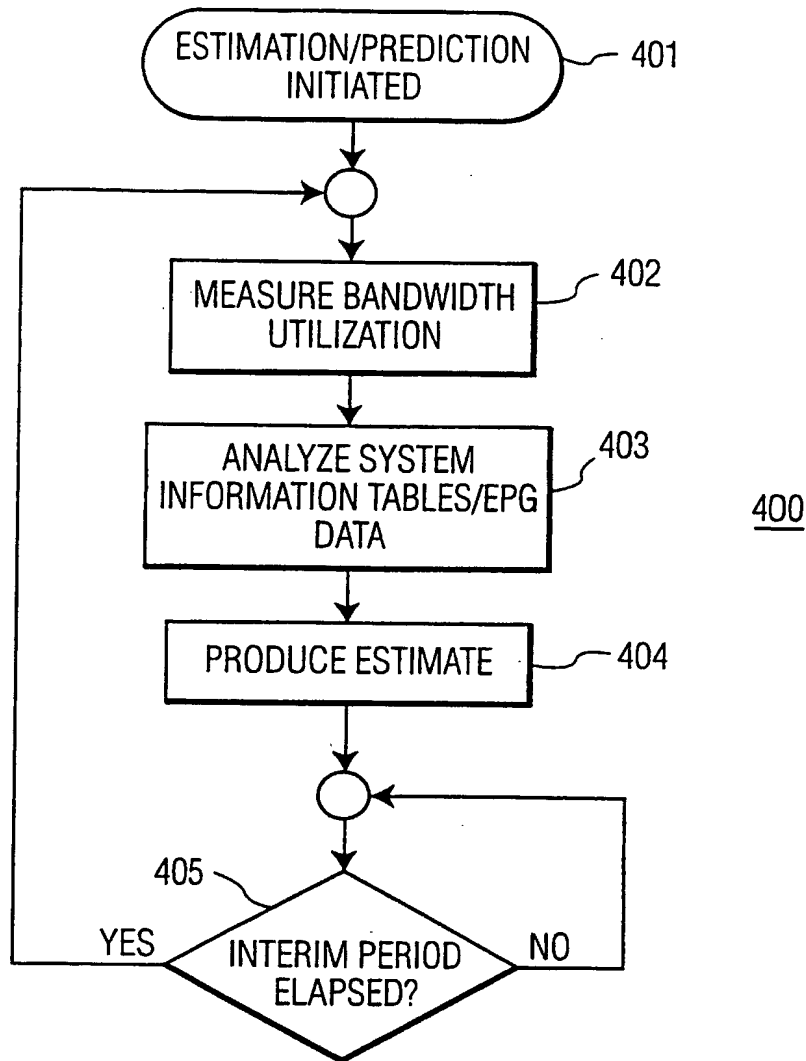 ESTIMATION/PREDICTION
INITIATED
401
MEASURE BANDWIDTH
UTILIZATION
402
ANALYZE SYSTEM
INFORMATION TABLES/EPG
DATA
403
400
PRODUCE ESTIMATE
404
405
YES
INTERIM PERIOD
ELAPSED?
NO